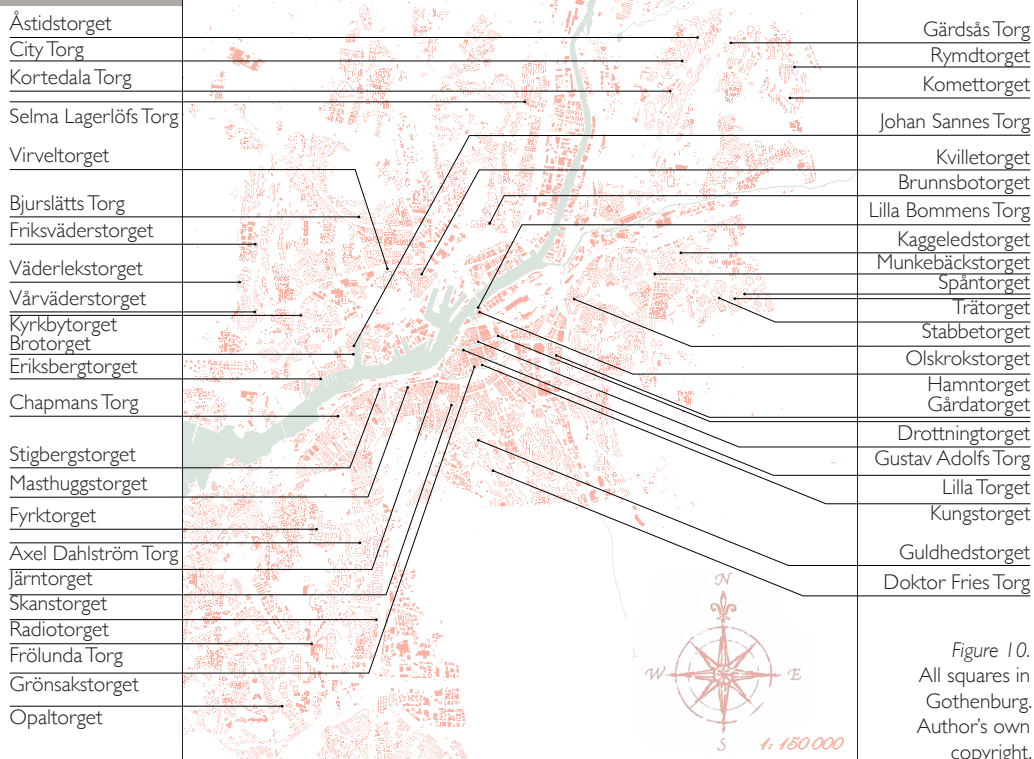 Åstidstorget
City Torg
Kortedala Torg
Selma Lagerlöfs Torg
Virveltorget
Bjurslätts Torg
Friksväderstorget
Väderlekstorget
Vårväderstorget
Kyrkbytorget
Brotorget
Eriksbergtorget
Chapmans Torg
Stigbergstorget
Masthuggstorget
Fyrktorget
Axel Dahlström Torg
Järntorget
Skanstorget
Radiotorget
Frölunda Torg
Grönsakstorget
Opaltorget
Gärdsås Torg
Rymdtorget
Komettorget
Johan Sannes Torg
Kvilletorget
Brunnsbotorget
Lilla Bommens Torg
Kaggeledstorget
Munkebäckstorget
Spåntorget
Trätorget
Stabbetorget
Olskrokstorget
Hamntorget
Gårdatorget
Drottningtorget
Gustav Adolfs Torg
Lilla Torget
Kungstorget
Guldhedstorget
Doktor Fries Torg
N
W E
S
1: 150 000
Figure 10.
All squares in
Gothenburg.
Author's own
copyright.